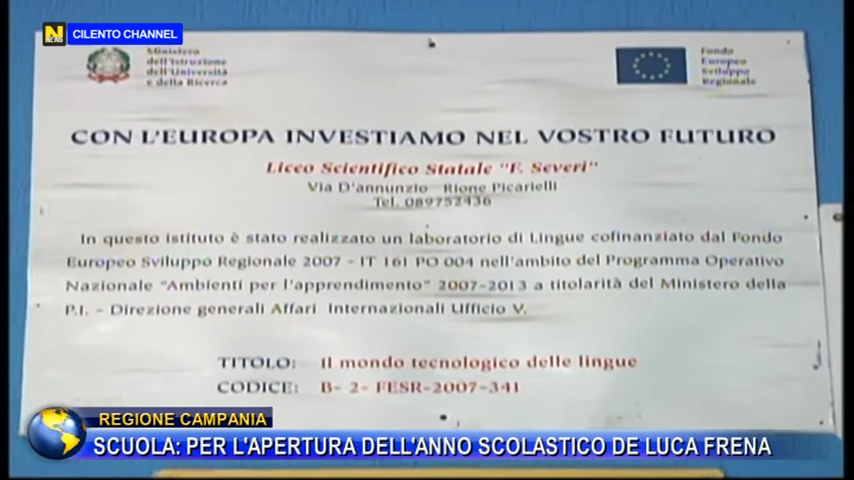 N
NEWS
CILENTO CHANNEL
Ministero
dell'Istruzione
dell'Università
e della Ricerca
Fondo
Europeo
Sviluppo
Regionale
CON L'EUROPA INVESTIAMO NEL VOSTRO FUTURO
Liceo Scientifico Statale "F. Severi"
Via D'annunzio - Rione Picarielli
Tel. 089752436
In questo istituto è stato realizzato un laboratorio di Lingue cofinanziato dal Fondo
Europeo Sviluppo Regionale 2007 - IT 161 PO 004 nell'ambito del Programma Operativo
Nazionale "Ambienti per l'apprendimento" 2007-2013 a titolarità del Ministero della
P.I. - Direzione generali Affari Internazionali Ufficio V.
TITOLO: Il mondo tecnologico delle lingue
CODICE: B- 2- FESR-2007-341
REGIONE CAMPANIA
SCUOLA: PER L'APERTURA DELL'ANNO SCOLASTICO DE LUCA FRENA